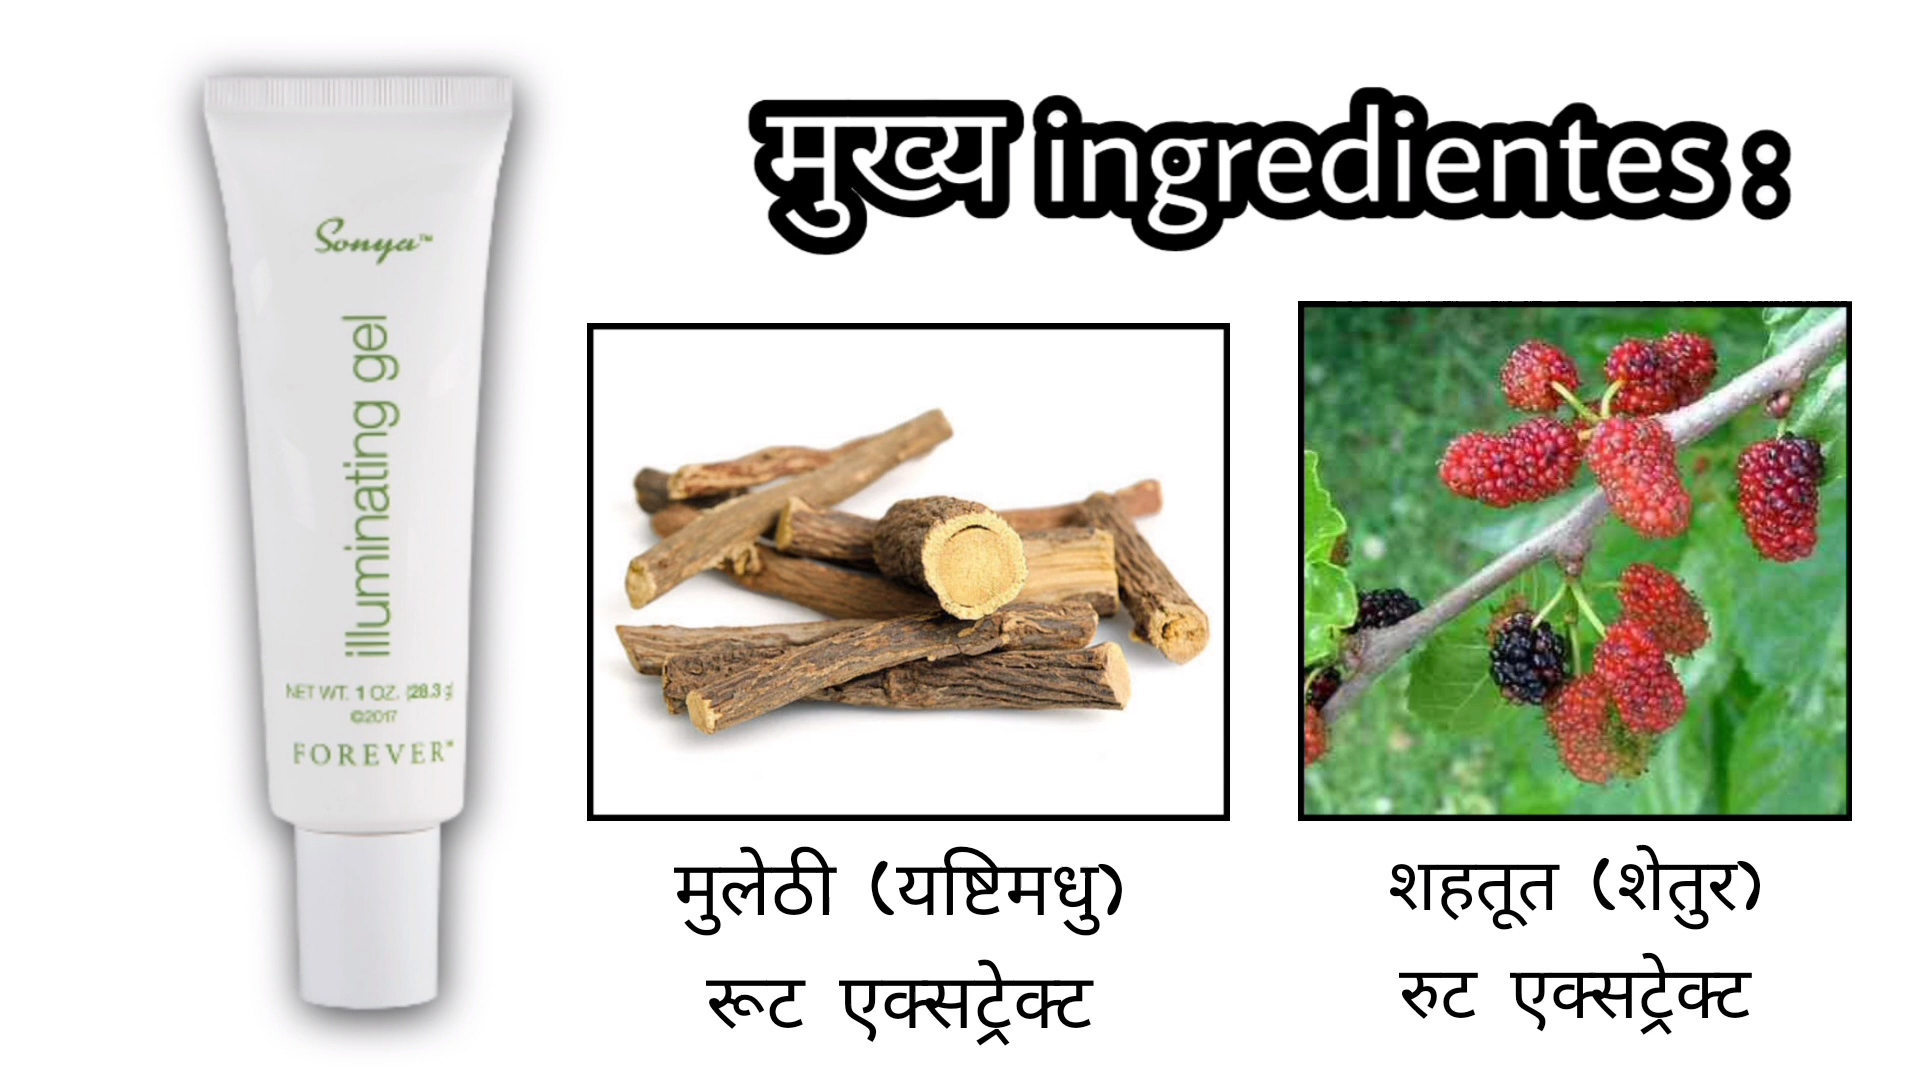 Sonya™
illuminating gel
NET WT. 1 OZ. (28.3 g)
©2017
FOREVER™
मुख्य ingredientes :
मुलेठी (यष्टिमधु)
रूट एक्सट्रेक्ट
शहतूत (शेतुर)
रुट एक्सट्रेक्ट